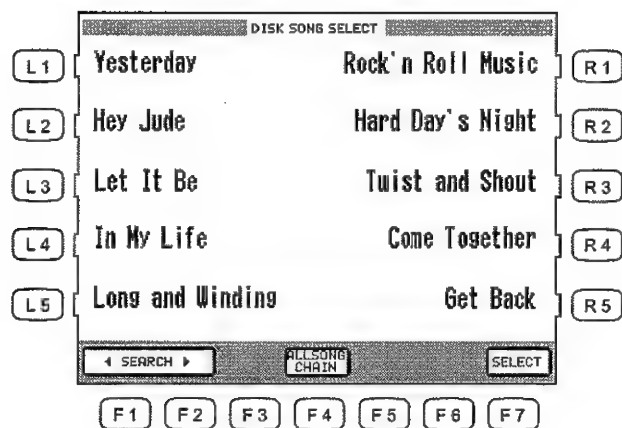 DISK SONG SELECT
L1 Yesterday Rock'n Roll Music R1
L2 Hey Jude Hard Day's Night R2
L3 Let It Be Twist and Shout R3
L4 In My Life Come Together R4
L5 Long and Winding Get Back R5
◄ SEARCH ► ALLSONG SELECT
CHAIN
F1 F2 F3 F4 F5 F6 F7